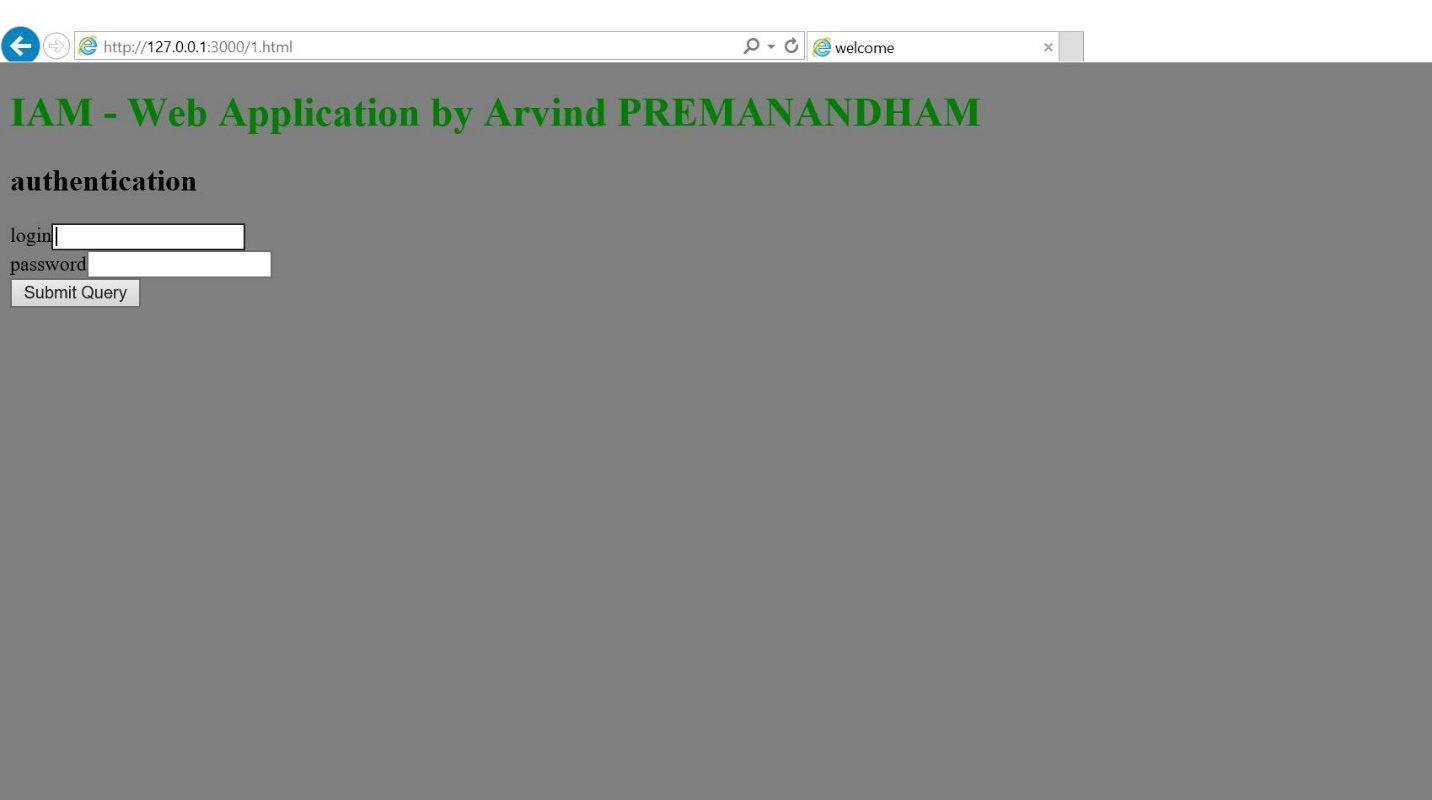 http://127.0.0.1:3000/1.html
welcome
IAM - Web Application by Arvind PREMANANDHAM
authentication
login
password
Submit Query